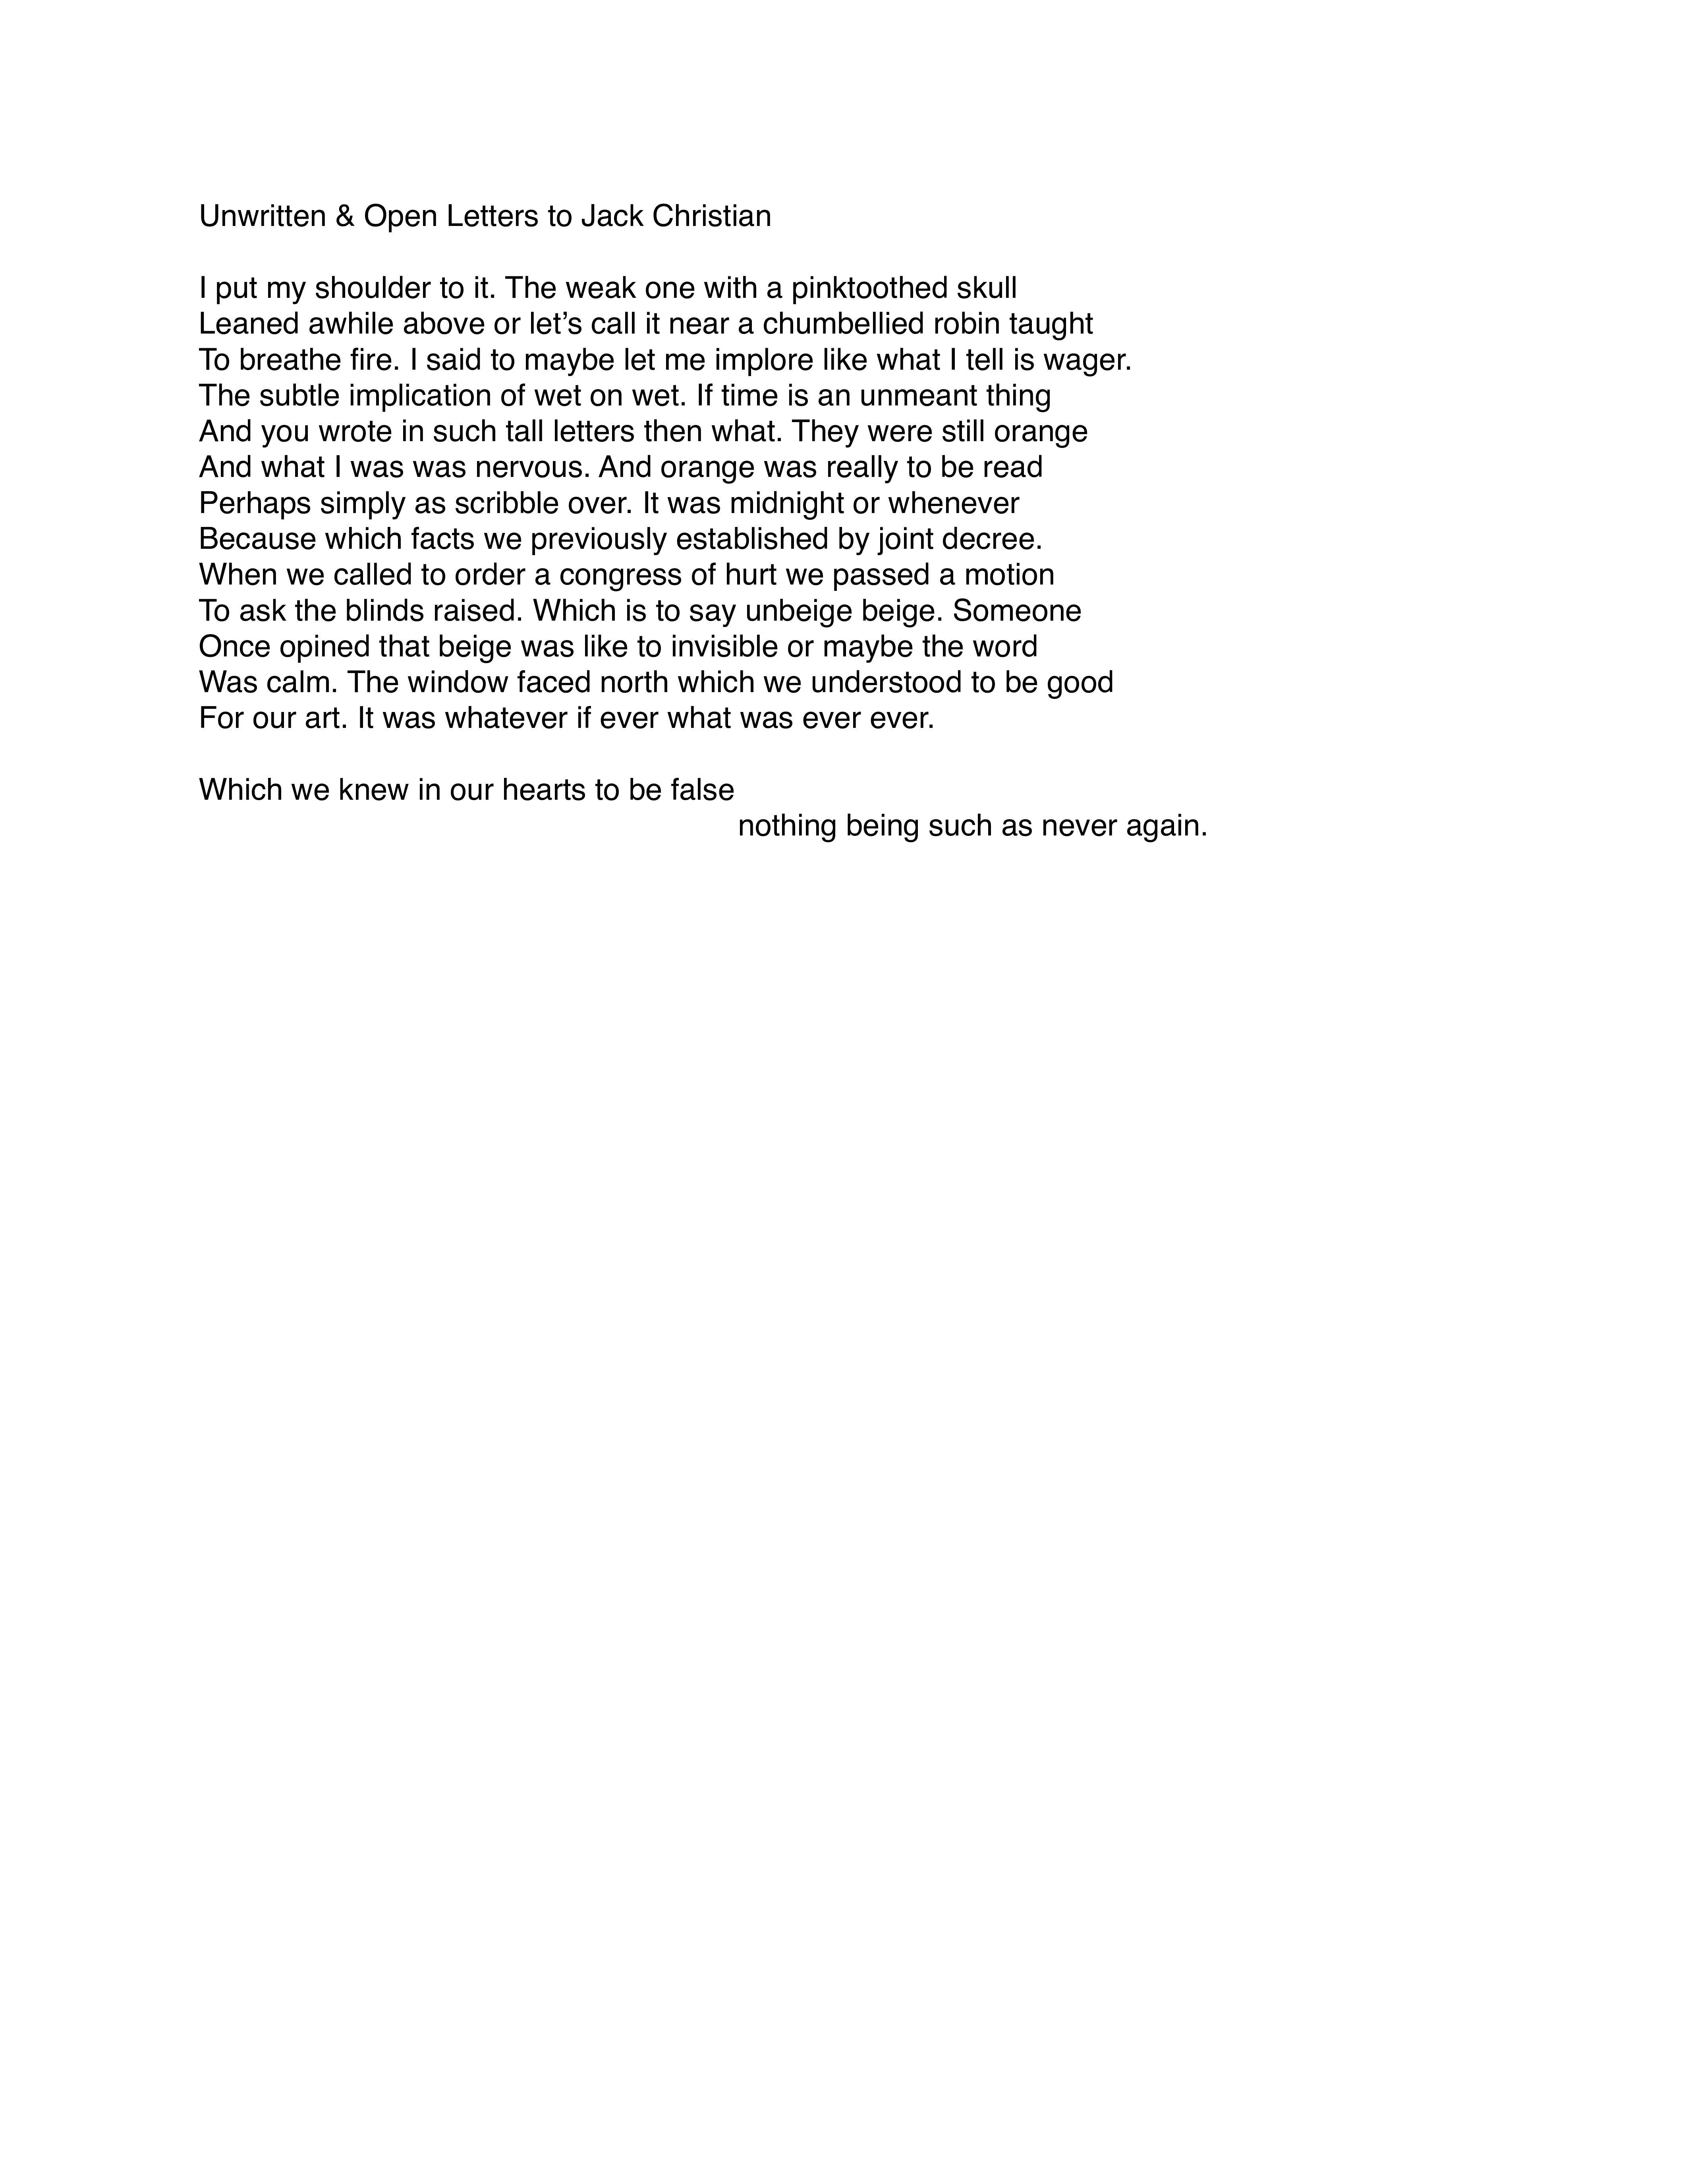 Unwritten & Open Letters to Jack Christian
I put my shoulder to it. The weak one with a pinktoothed skull
Leaned awhile above or let’s call it near a chumbellied robin taught
To breathe fire. I said to maybe let me implore like what I tell is wager.
The subtle implication of wet on wet. If time is an unmeant thing
And you wrote in such tall letters then what. They were still orange
And what I was was nervous. And orange was really to be read
Perhaps simply as scribble over. It was midnight or whenever
Because which facts we previously established by joint decree.
When we called to order a congress of hurt we passed a motion
To ask the blinds raised. Which is to say unbeige beige. Someone
Once opined that beige was like to invisible or maybe the word
Was calm. The window faced north which we understood to be good
For our art. It was whatever if ever what was ever ever.
Which we knew in our hearts to be false
nothing being such as never again.